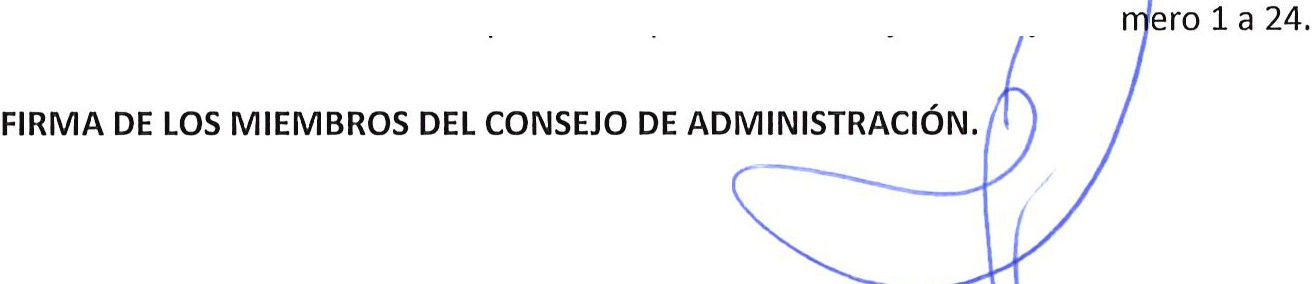 mero 1 a 24.
FIRMA DE LOS MIEMBROS DEL CONSEJO DE ADMINISTRACIÓN.